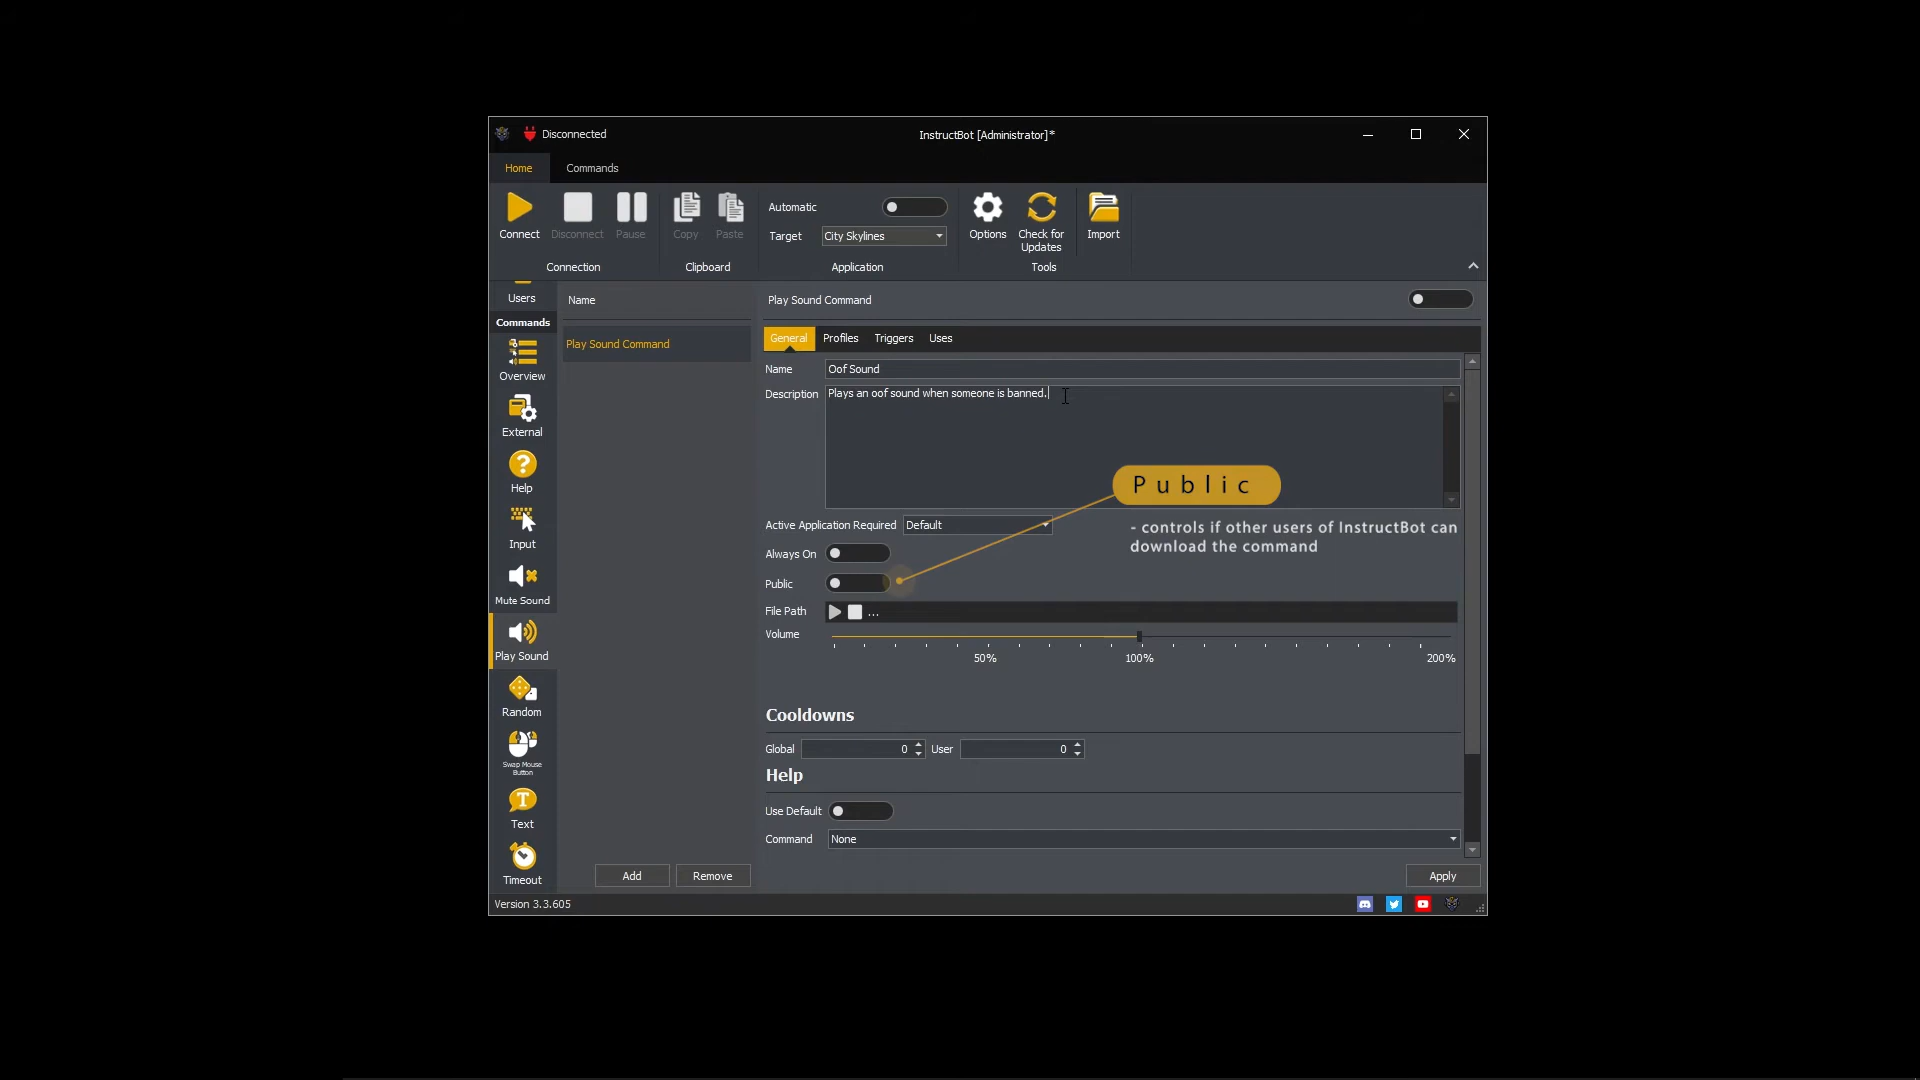 Disconnected
InstructBot [Administrator]*
Home
Commands
Connect
Disconnect
Pause
Copy
Paste
Automatic
Target
City Skylines
Options
Check for
Updates
Import
Connection
Clipboard
Application
Tools
Users
Commands
Overview
External
Help
Input
Mute Sound
Play Sound
Random
Swap Mouse
Button
Text
Timeout
Name
Play Sound Command
Add
Remove
Play Sound Command
General
Profiles
Triggers
Uses
Name
Oof Sound
Description
Plays an oof sound when someone is banned.
Public
- controls if other users of InstructBot can
download the command
Active Application Required
Default
Always On
Public
File Path
...
Volume
50%
100%
200%
Cooldowns
Global
0
User
0
Help
Use Default
Command
None
Apply
Version 3.3.605